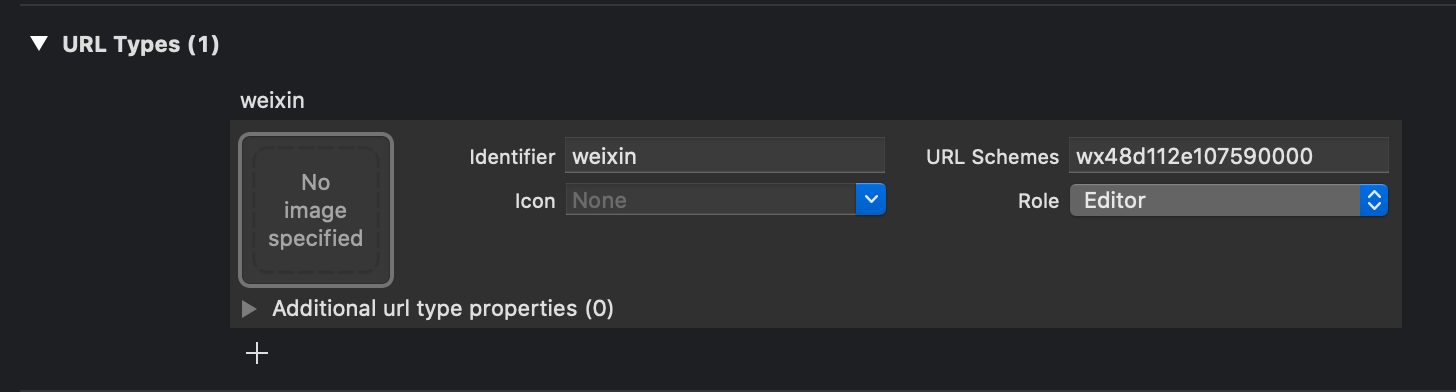 ▼ URL Types (1)
weixin
No image specified
Identifier weixin
URL Schemes wx48d112e107590000
Icon None
Role Editor
Additional url type properties (0)